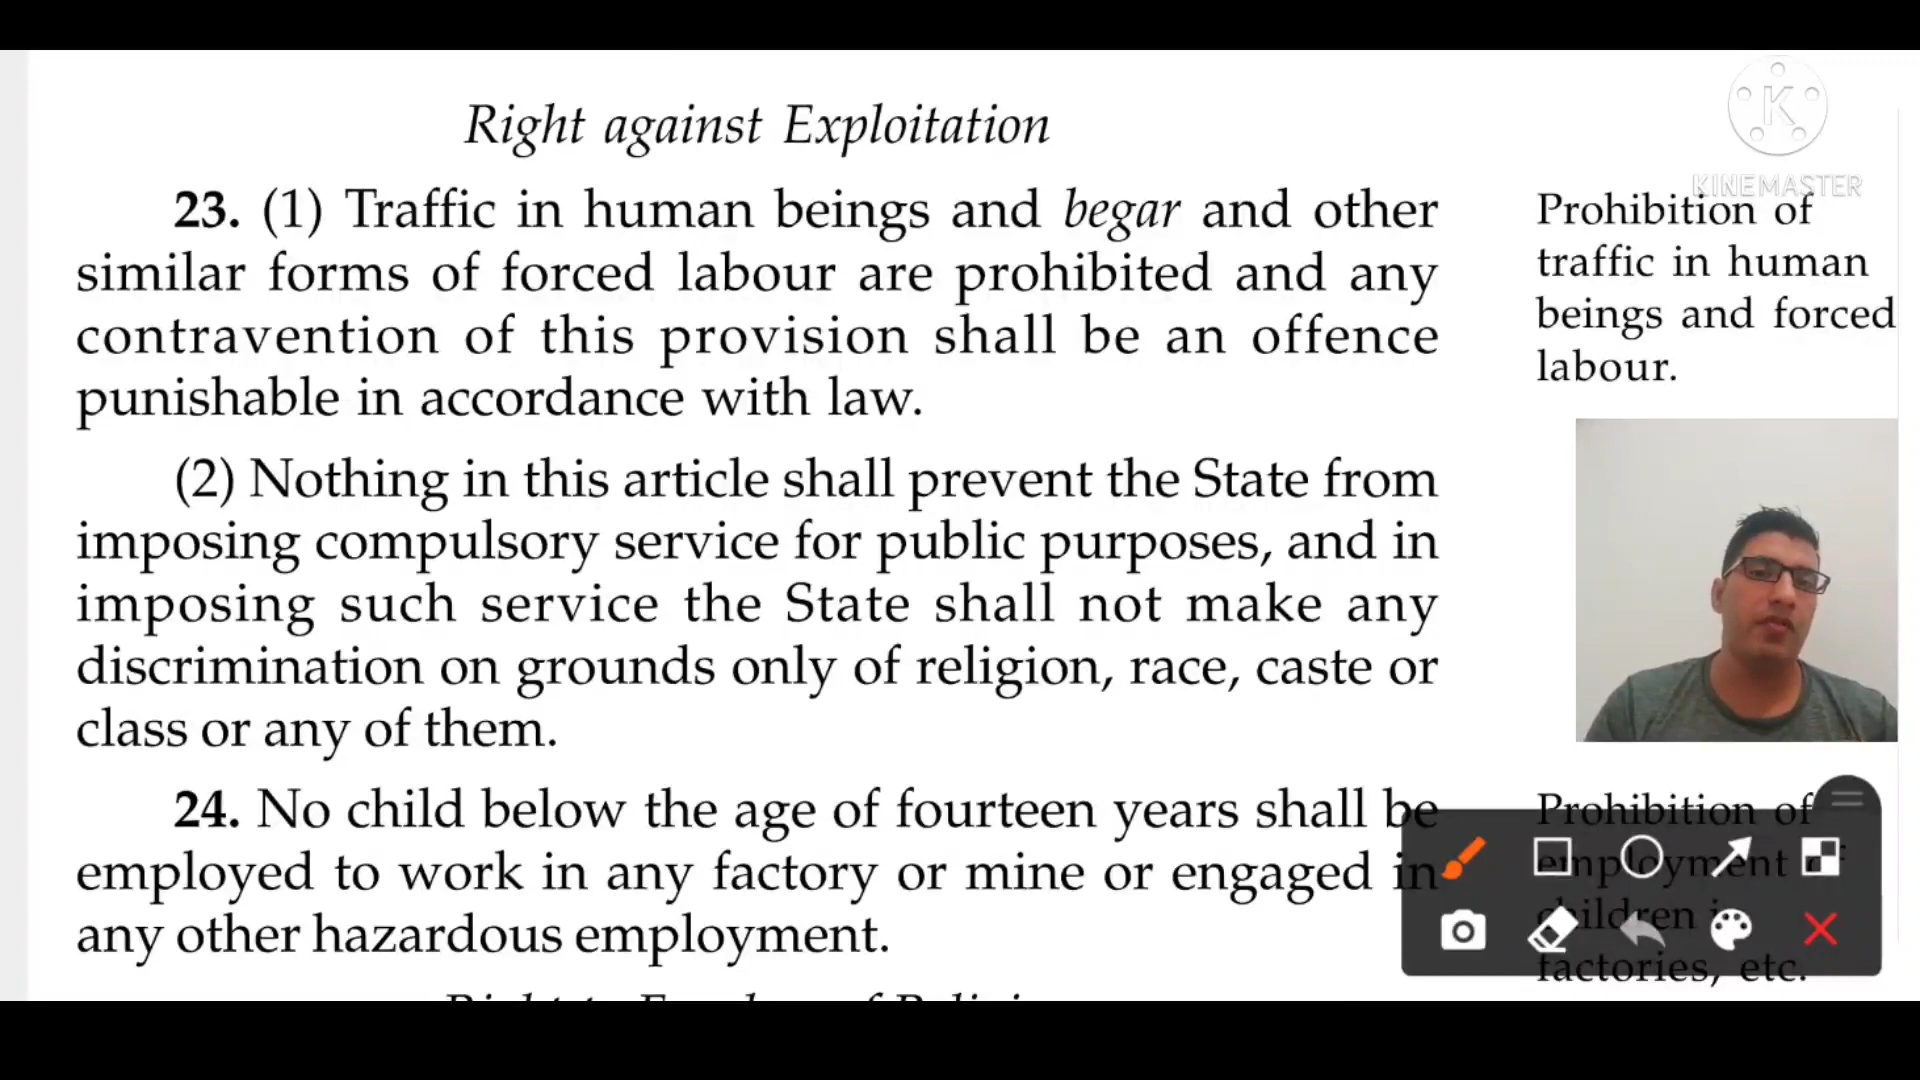 Right against Exploitation
23. (1) Traffic in human beings and begar and other
similar forms of forced labour are prohibited and any
contravention of this provision shall be an offence
punishable in accordance with law.
(2) Nothing in this article shall prevent the State from
imposing compulsory service for public purposes, and in
imposing such service the State shall not make any
discrimination on grounds only of religion, race, caste or
class or any of them.
24. No child below the age of fourteen years shall be
employed to work in any factory or mine or engaged in
any other hazardous employment.
K
KINEMASTER
Prohibition of
traffic in human
beings and forced
labour.
Prohibition of
employment of
children in
factories, etc.